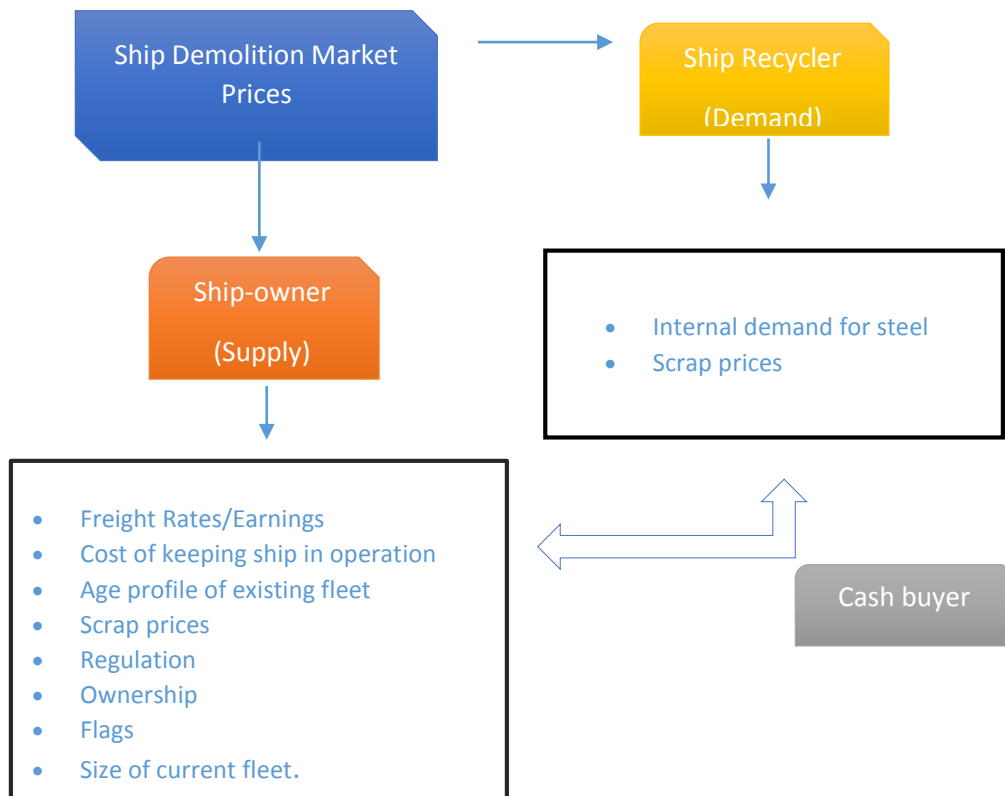 Ship Demolition Market
Prices
Ship Recycler
(Demand)
Ship-owner
(Supply)
• Internal demand for steel
• Scrap prices
• Freight Rates/Earnings
• Cost of keeping ship in operation
• Age profile of existing fleet
• Scrap prices
• Regulation
• Ownership
• Flags
• Size of current fleet.
Cash buyer